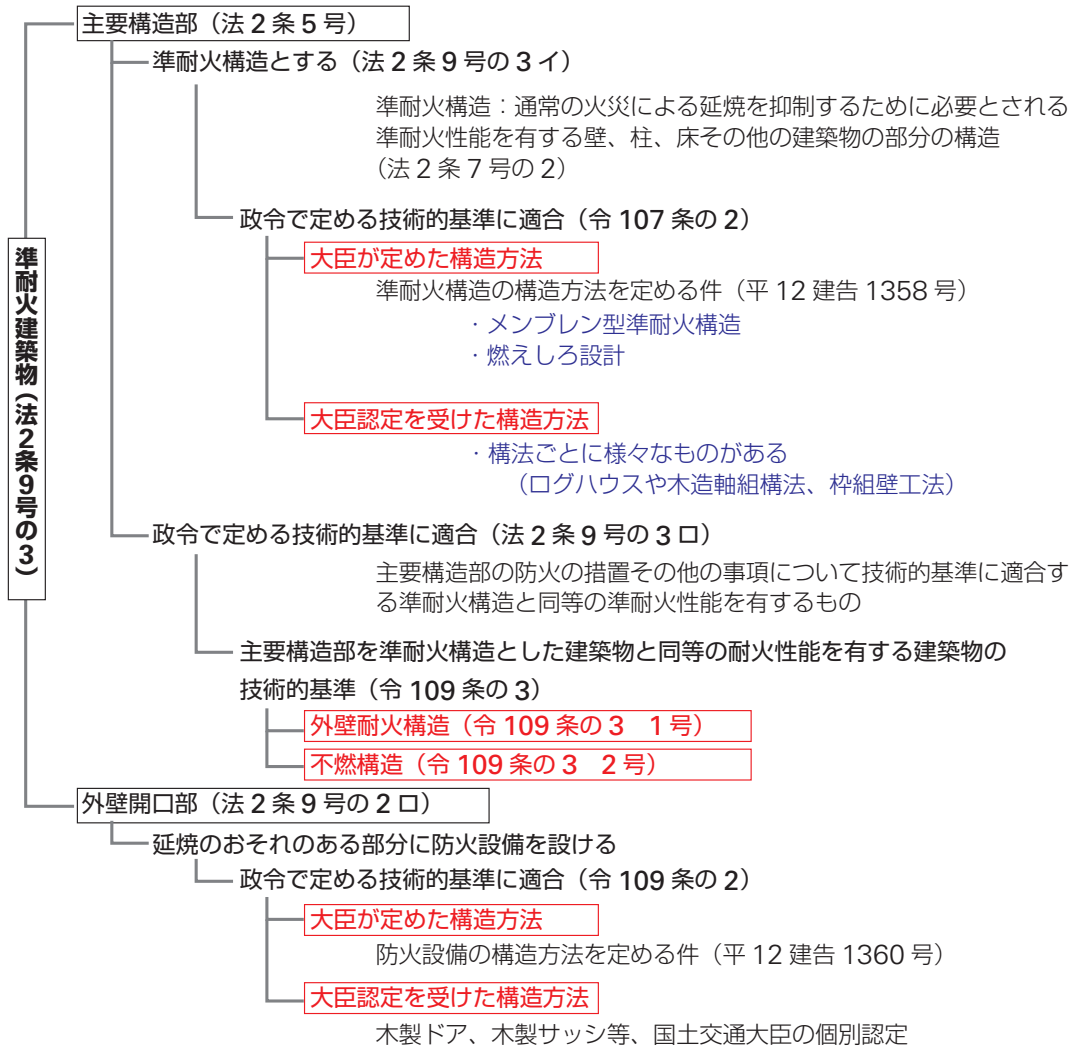 準耐火建築物(法2条9号の3)
主要構造部(法2条5号)
準耐火構造とする(法2条9号の3イ)
準耐火構造:通常の火災による延焼を抑制するために必要とされる
準耐火性能を有する壁、柱、床その他の建築物の部分の構造
(法2条7号の2)
政令で定める技術的基準に適合(令107条の2)
大臣が定めた構造方法
準耐火構造の構造方法を定める件(平12建告1358号)
・メンブレン型準耐火構造
・燃えしろ設計
大臣認定を受けた構造方法
・構法ごとに様々なものがある
(ログハウスや木造軸組構法、枠組壁工法)
政令で定める技術的基準に適合(法2条9号の3ロ)
主要構造部の防火の措置その他の事項について技術的基準に適合す
る準耐火構造と同等の準耐火性能を有するもの
主要構造部を準耐火構造とした建築物と同等の耐火性能を有する建築物の
技術的基準(令109条の3)
外壁耐火構造(令109条の3 1号)
不燃構造(令109条の3 2号)
外壁開口部(法2条9号の2ロ)
延焼のおそれのある部分に防火設備を設ける
政令で定める技術的基準に適合(令109条の2)
大臣が定めた構造方法
防火設備の構造方法を定める件(平12建告1360号)
大臣認定を受けた構造方法
木製ドア、木製サッシ等、国土交通大臣の個別認定